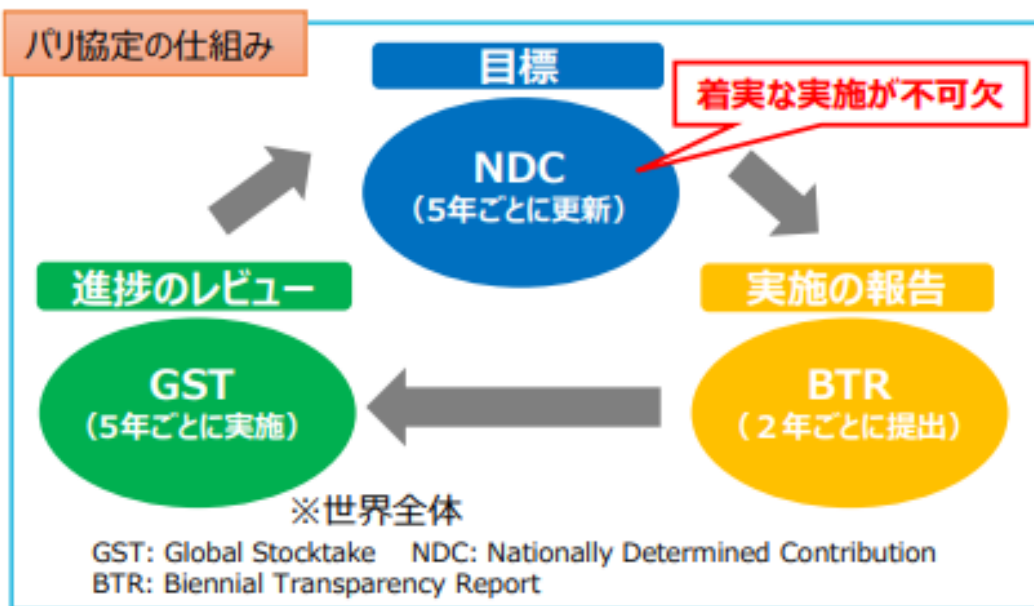 パリ協定の仕組み
目標
着実な実施が不可欠
NDC
（5年ごとに更新）
進捗のレビュー
実施の報告
GST
（5年ごとに実施）
BTR
（２年ごとに提出）
※世界全体
GST: Global Stocktake NDC: Nationally Determined Contribution
BTR: Biennial Transparency Report